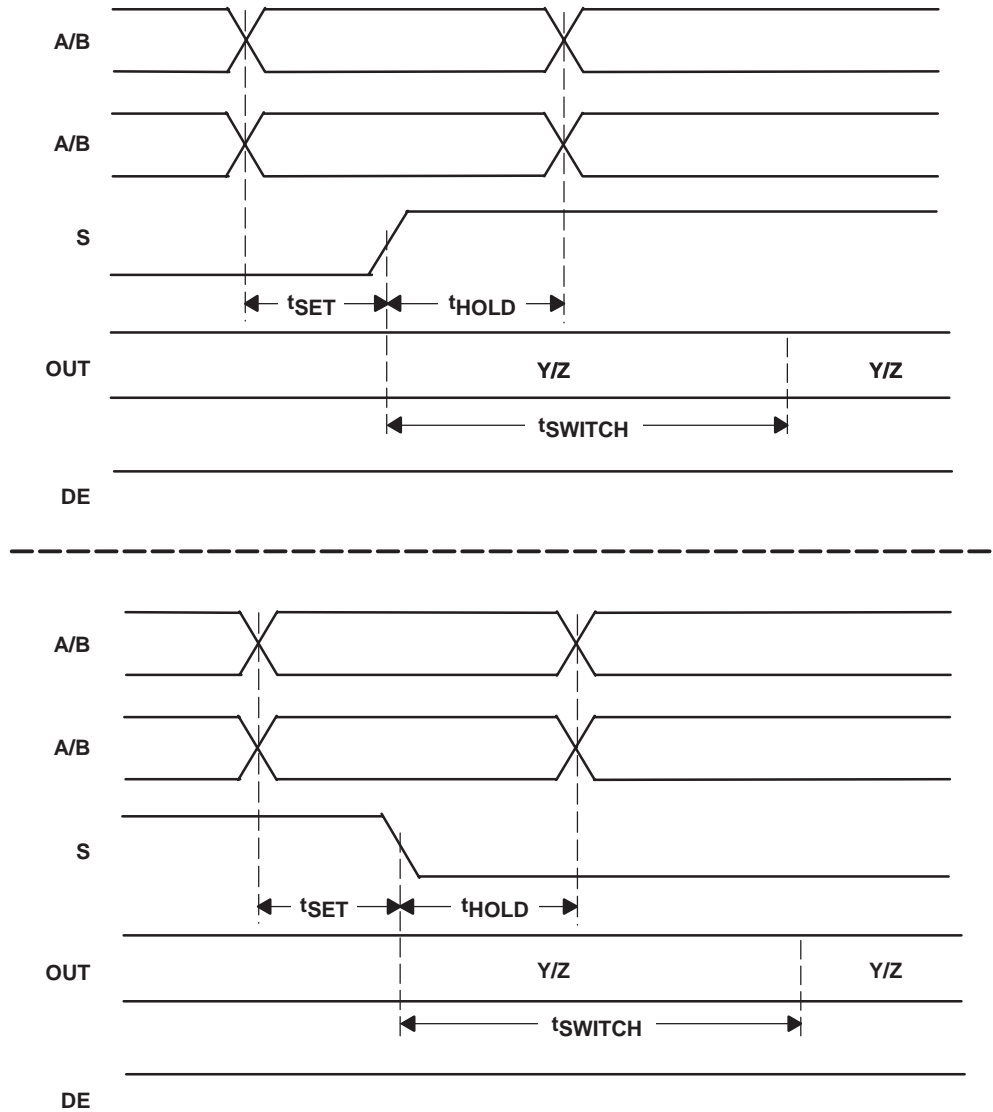 A/B
A/B
S
tSET tHOLD
OUT Y/Z Y/Z
tSWITCH
DE
A/B
A/B
S
tSET tHOLD
OUT Y/Z Y/Z
tSWITCH
DE